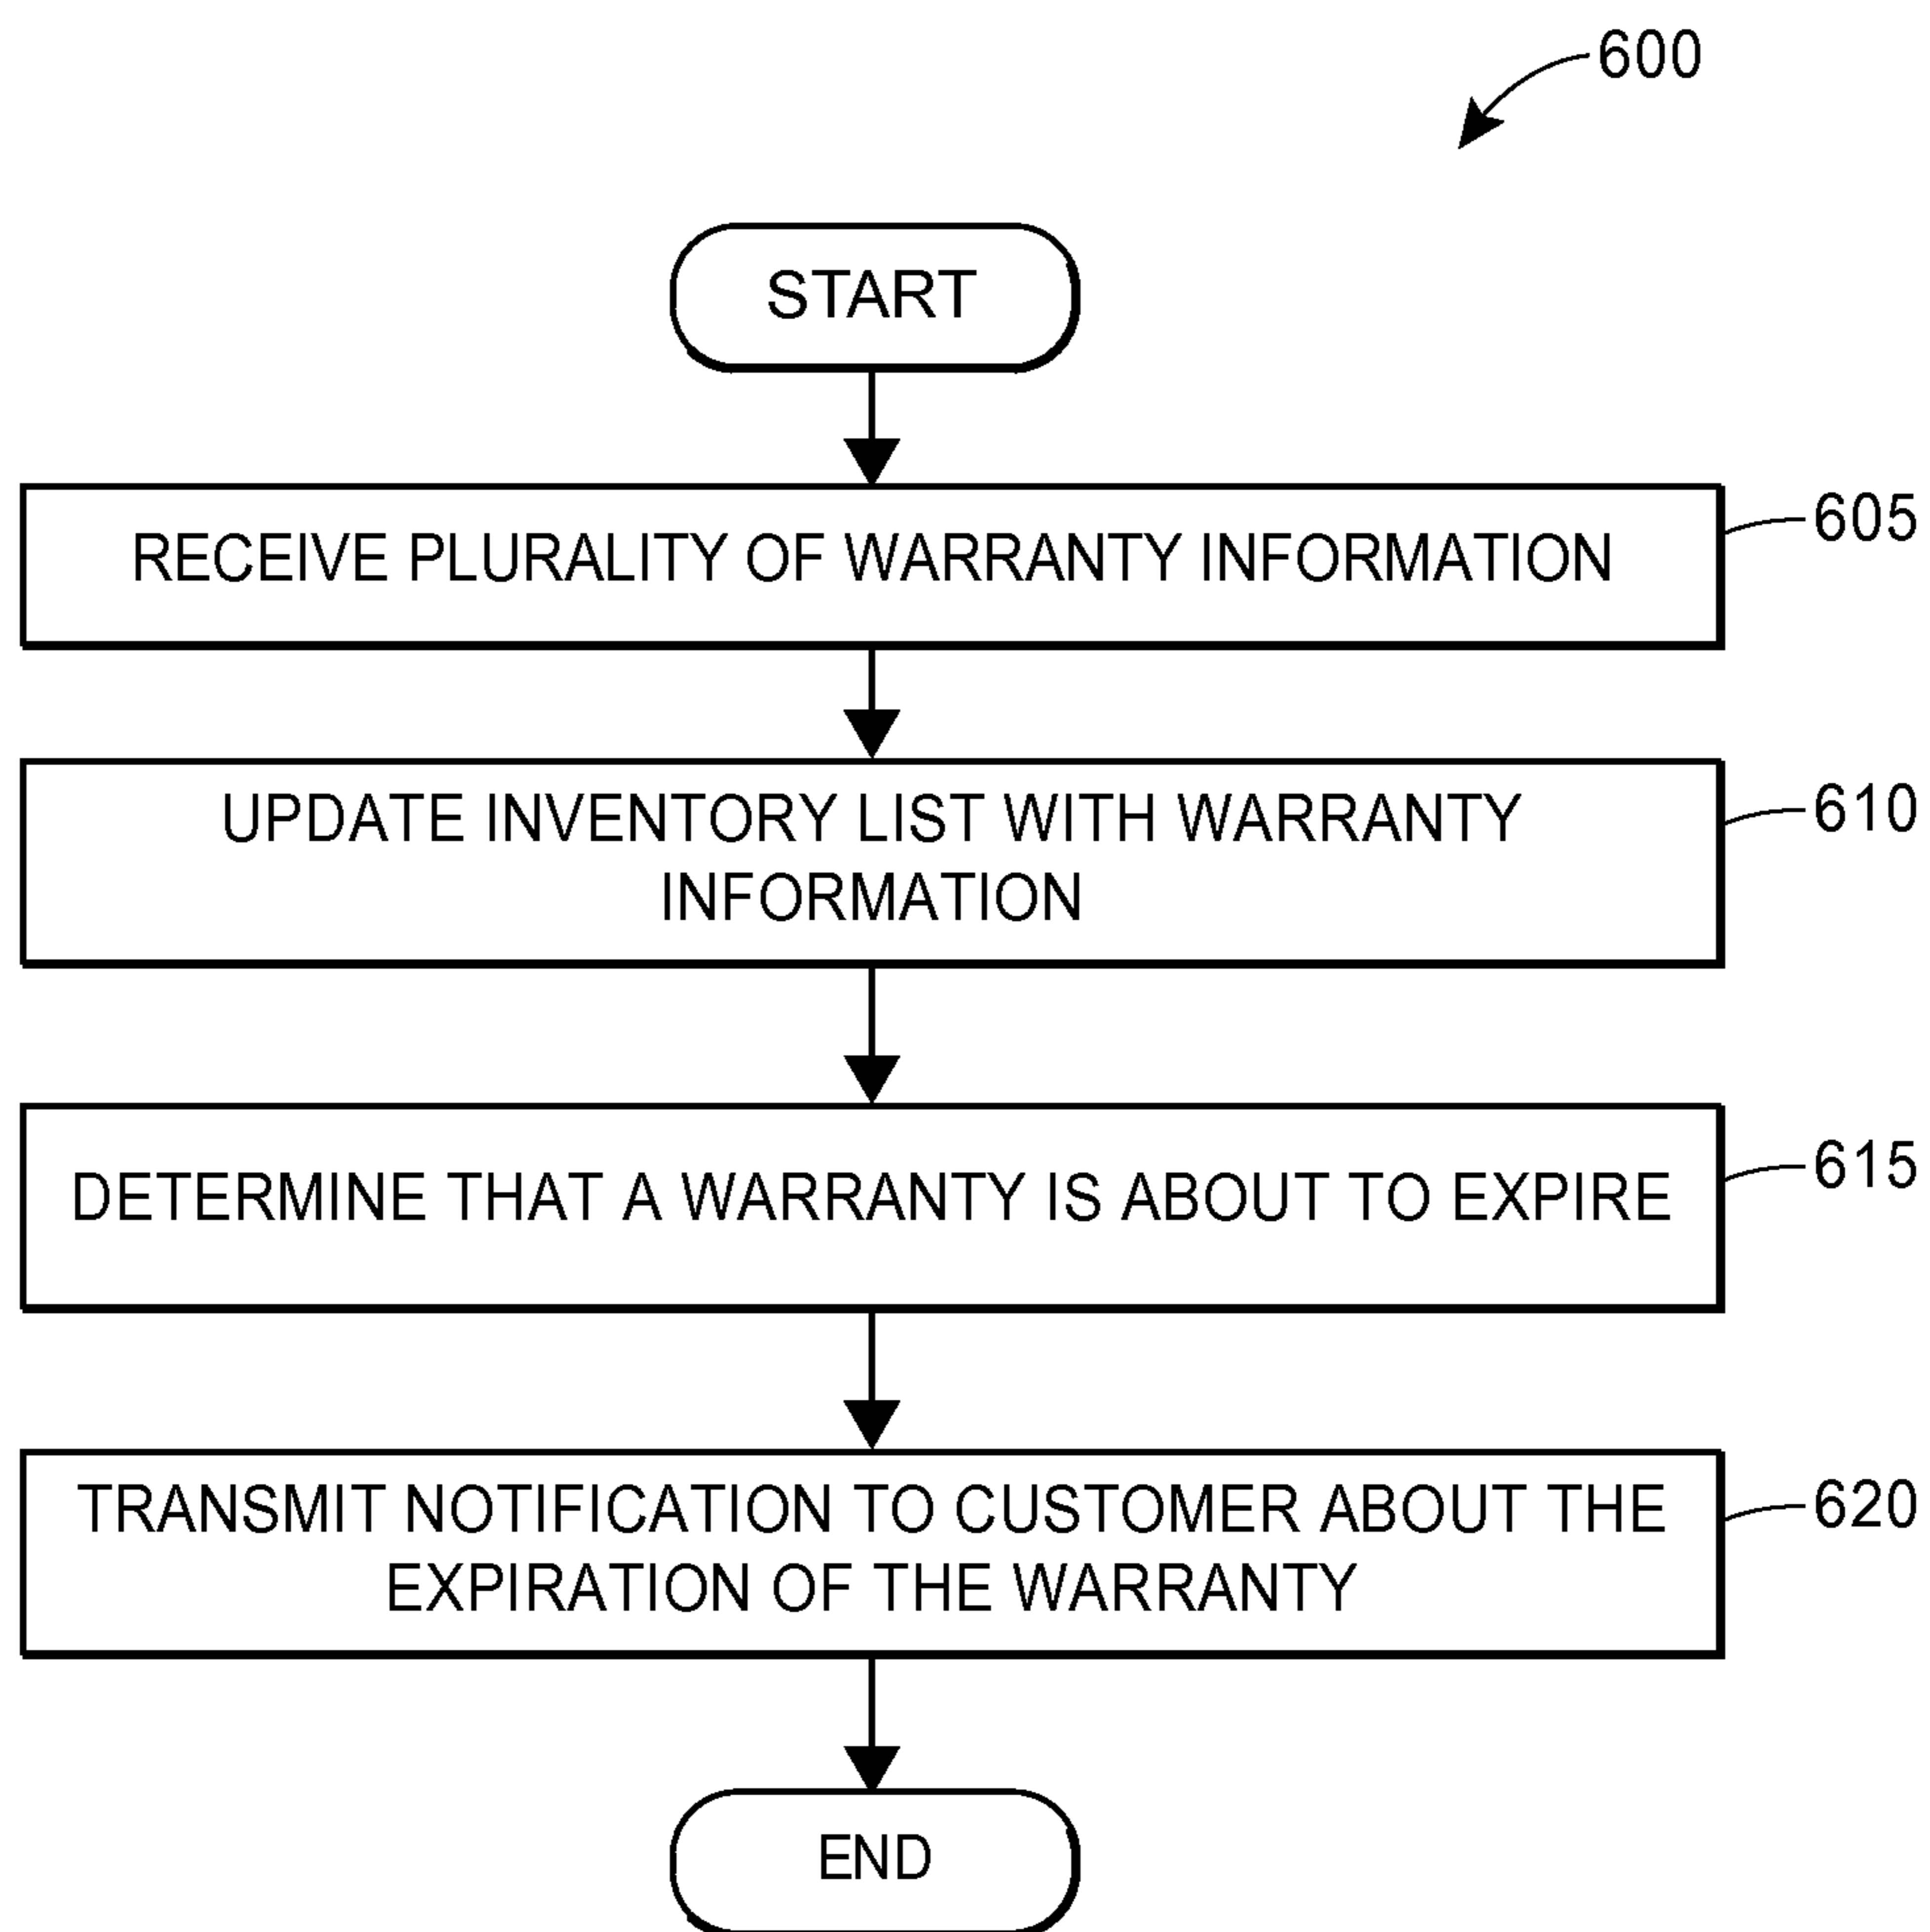 600
START
RECEIVE PLURALITY OF WARRANTY INFORMATION
605
UPDATE INVENTORY LIST WITH WARRANTY
INFORMATION
610
DETERMINE THAT A WARRANTY IS ABOUT TO EXPIRE
615
TRANSMIT NOTIFICATION TO CUSTOMER ABOUT THE
EXPIRATION OF THE WARRANTY
620
END